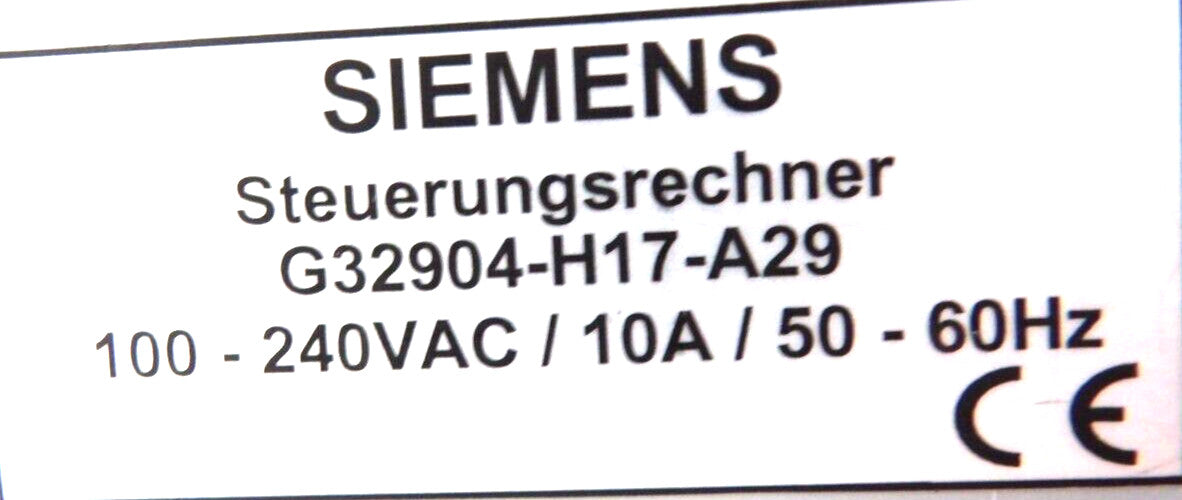 SIEMENS
Steuerungsrechner
G32904-H17-A29
100 - 240VAC / 10A / 50 - 60Hz
CE